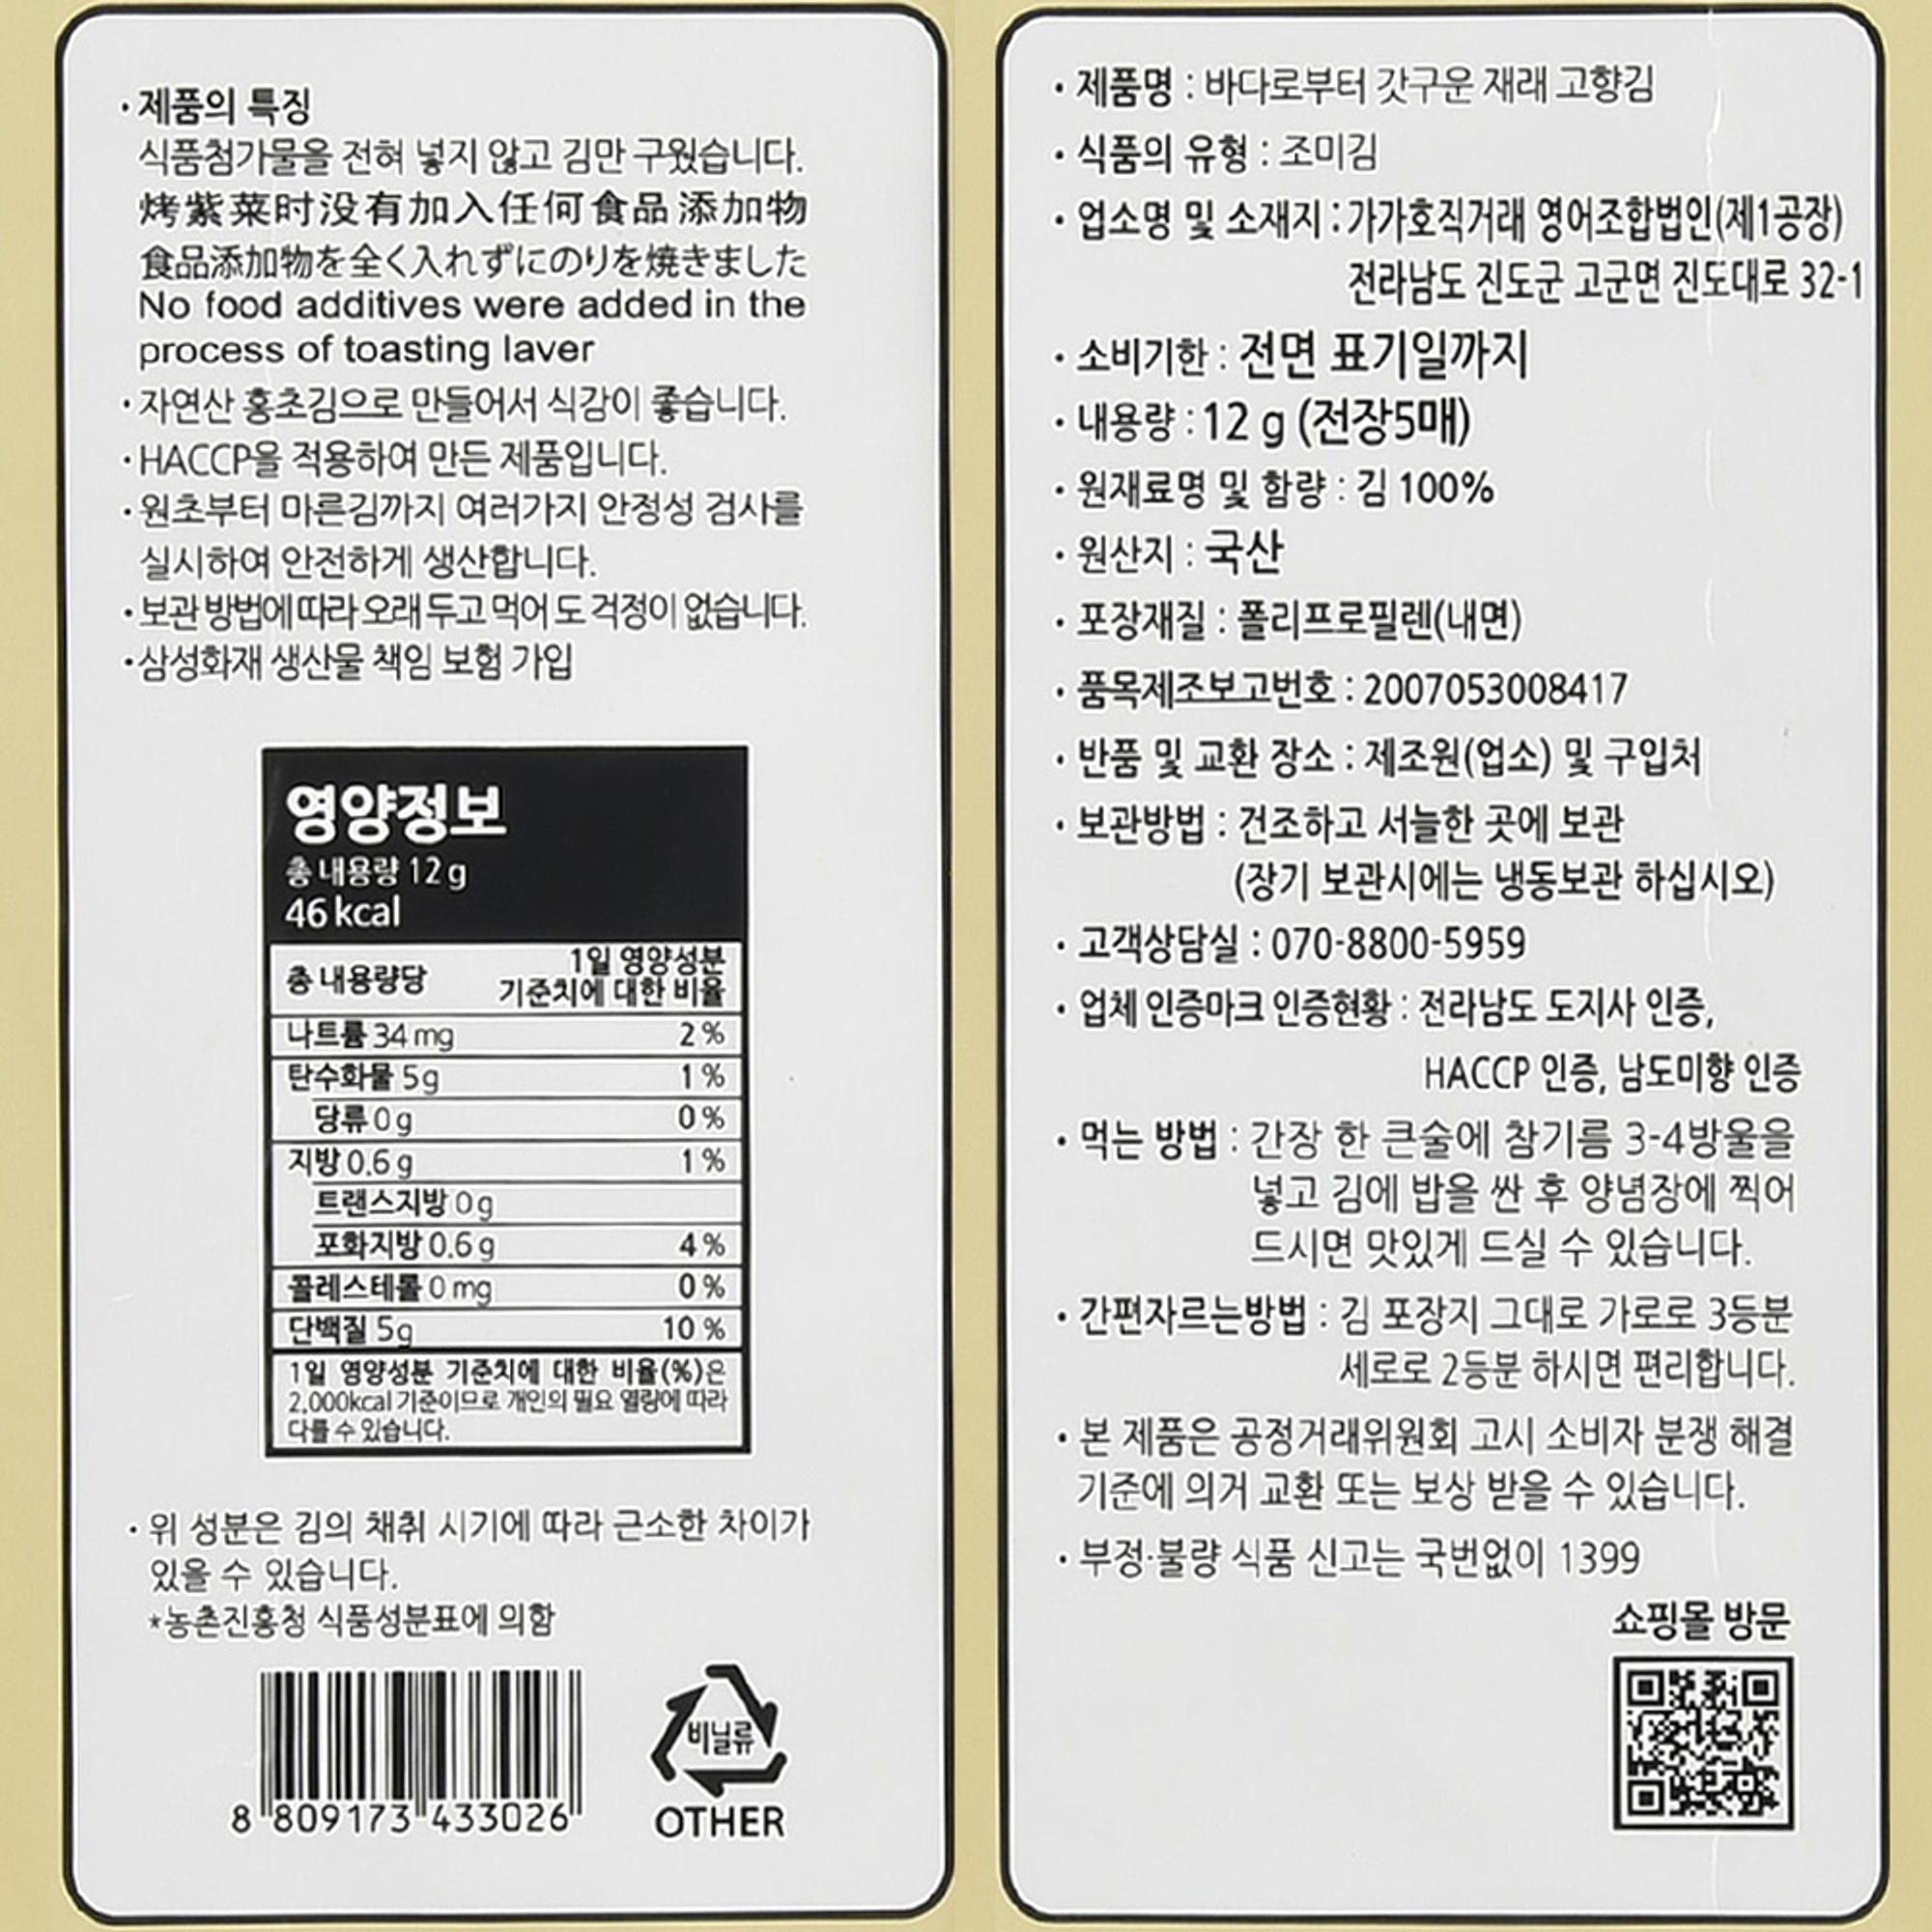 · 제품의 특징
식품첨가물을 전혀 넣지 않고 김만 구웠습니다.
烤紫菜时没有加入任何食品添加物
食品添加物を全く入れずにのりを焼きました
No food additives were added in the
process of toasting laver
· 자연산 홍초김으로 만들어서 식감이 좋습니다.
· HACCP을 적용하여 만든 제품입니다.
· 원초부터 마른김까지 여러가지 안정성 검사를
실시하여 안전하게 생산합니다.
· 보관 방법에 따라 오래 두고 먹어도 걱정이 없습니다.
· 삼성화재 생산물 책임 보험 가입
영양정보
총 내용량 12 g
46 kcal
총 내용량당 1일 영양성분
기준치에 대한 비율
나트륨 34 mg 2 %
탄수화물 5g 1 %
당류 0 g 0 %
지방 0.6 g 1 %
트랜스지방 0 g
포화지방 0.6 g 4 %
콜레스테롤 0 mg 0 %
단백질 5g 10 %
1일 영양성분 기준치에 대한 비율(%)은
2,000kcal 기준이므로 개인의 필요 열량에 따라
다를 수 있습니다.
· 위 성분은 김의 채취 시기에 따라 근소한 차이가
있을 수 있습니다.
*농촌진흥청 식품성분표에 의함
8 809173 433026
비닐류
OTHER
· 제품명 : 바다로부터 갓구운 재래 고향김
· 식품의 유형 : 조미김
· 업소명 및 소재지 : 가가호직거래 영어조합법인(제1공장)
전라남도 진도군 고군면 진도대로 32-1
· 소비기한 : 전면 표기일까지
· 내용량 : 12 g (전장5매)
· 원재료명 및 함량 : 김 100%
· 원산지 : 국산
· 포장재질 : 폴리프로필렌(내면)
· 품목제조보고번호 : 2007053008417
· 반품 및 교환 장소 : 제조원(업소) 및 구입처
· 보관방법 : 건조하고 서늘한 곳에 보관
(장기 보관시에는 냉동보관 하십시오)
· 고객상담실 : 070-8800-5959
· 업체 인증마크 인증현황 : 전라남도 도지사 인증,
HACCP 인증, 남도미향 인증
· 먹는 방법 : 간장 한 큰술에 참기름 3-4방울을
넣고 김에 밥을 싼 후 양념장에 찍어
드시면 맛있게 드실 수 있습니다.
· 간편자르는방법 : 김 포장지 그대로 가로로 3등분
세로로 2등분 하시면 편리합니다.
· 본 제품은 공정거래위원회 고시 소비자 분쟁 해결
기준에 의거 교환 또는 보상 받을 수 있습니다.
· 부정·불량 식품 신고는 국번없이 1399
쇼핑몰 방문